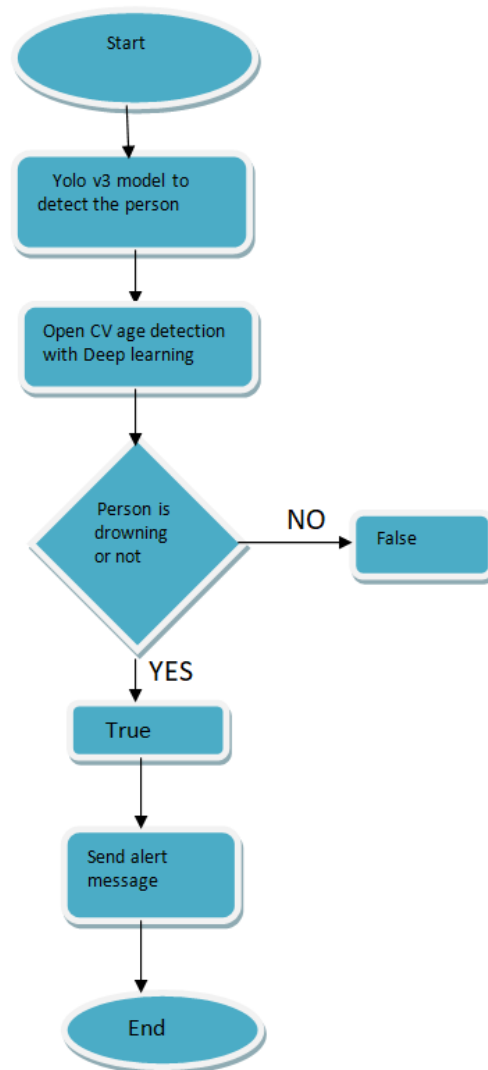 Start
Yolo v3 model to
detect the person
Open CV age detection
with Deep learning
Person is
drowning
or not
NO
False
YES
True
Send alert
message
End